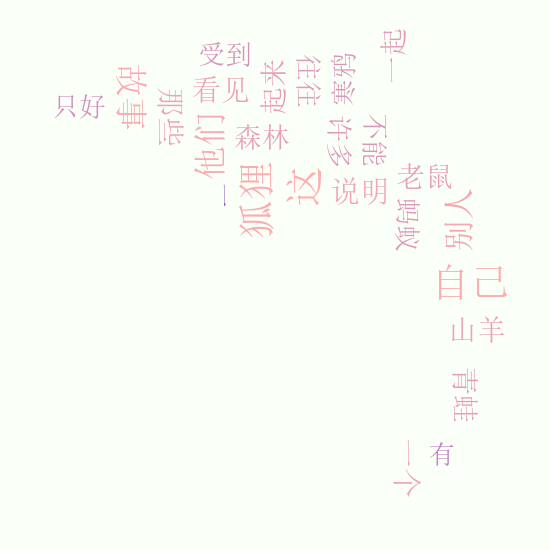 一起
受到
寒鸦
往往
起来
看见
故事
那些
只好
他们
森林
许多
不能
老鼠
狐狸
这
说明
一
蚂蚁
别人
自己
山羊
青蛙
有
一个